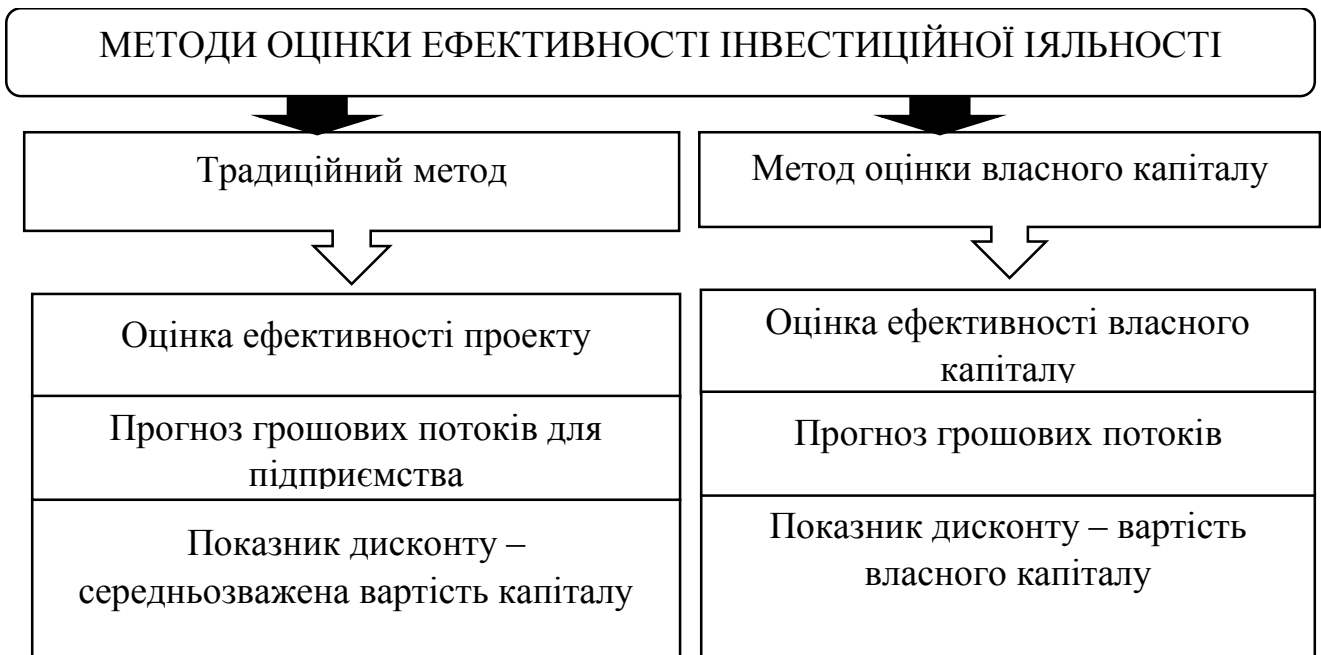 МЕТОДИ ОЦІНКИ ЕФЕКТИВНОСТІ ІНВЕСТИЦІЙНОЇ ІЯЛЬНОСТІ
Традиційний метод
Метод оцінки власного капіталу
Оцінка ефективності проекту
Прогноз грошових потоків для
підприємства
Показник дисконту –
середньозважена вартість капіталу
Оцінка ефективності власного
капіталу
Прогноз грошових потоків
Показник дисконту – вартість
власного капіталу